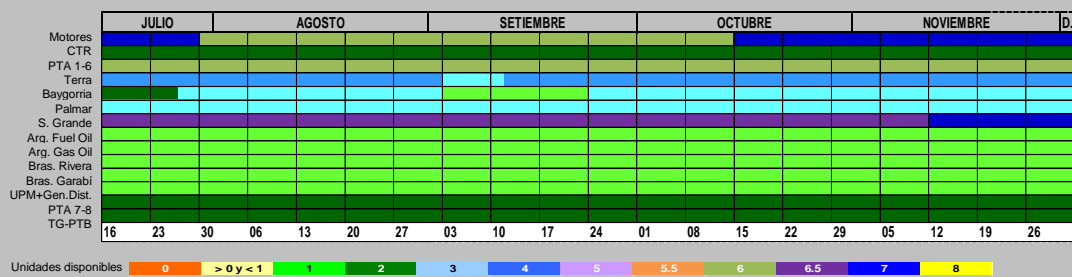 JULIO AGOSTO SETIEMBRE OCTUBRE NOVIEMBRE D.
Motores
CTR
PTA 1-6
Terra
Baygorria
Palmar
S. Grande
Arg. Fuel Oil
Arg. Gas Oil
Bras. Rivera
Bras. Garabí
UPM+Gen.Dist.
PTA 7-8
TG-PTB
16 23 30 06 13 20 27 03 10 17 24 01 08 15 22 29 05 12 19 26
Unidades disponibles 0 > 0 y < 1 1 2 3 4 5 5.5 6 6.5 7 8